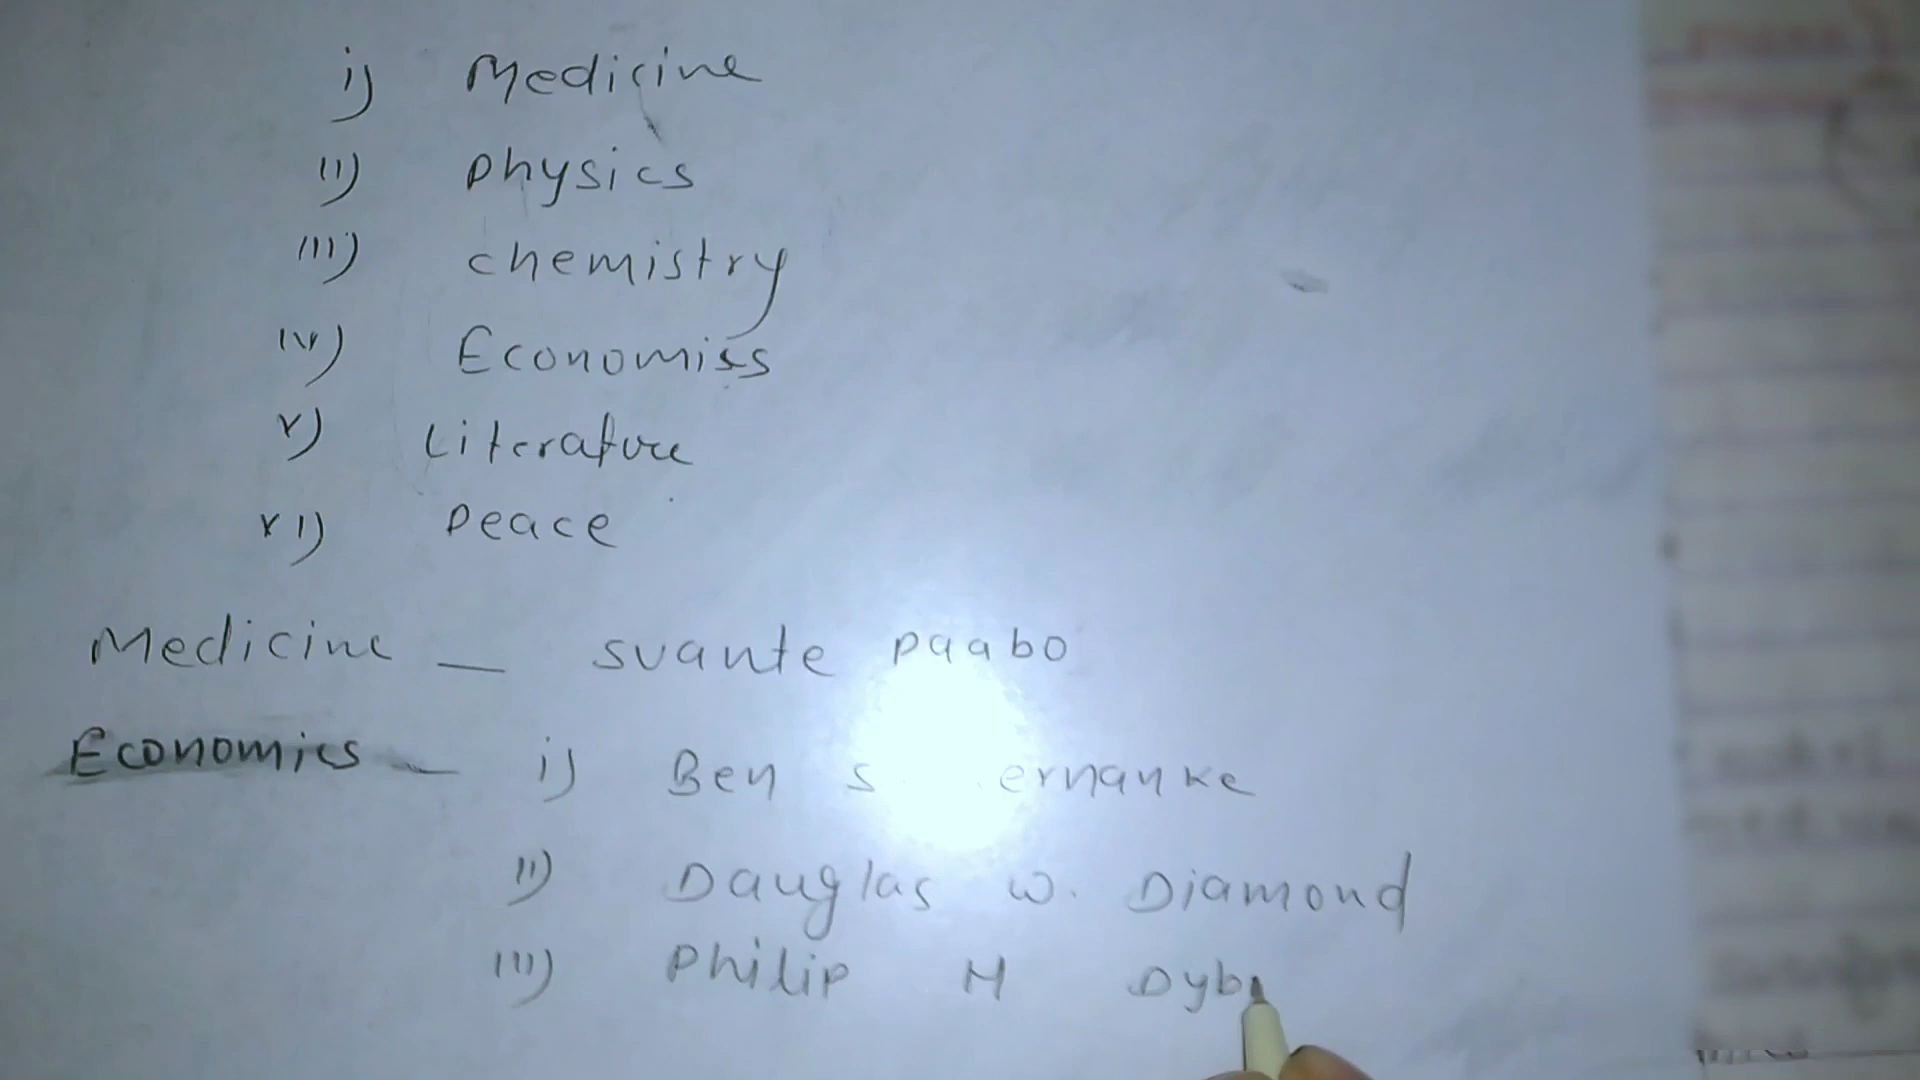 i) Medicine
ii) Physics
iii) chemistry
iv) Economiss
v) Literature
vi) Peace
Medicine — svante paabo
Economics — i) Ben s ernanke
ii) Dauglas w. Diamond
iii) Philip H Dyb